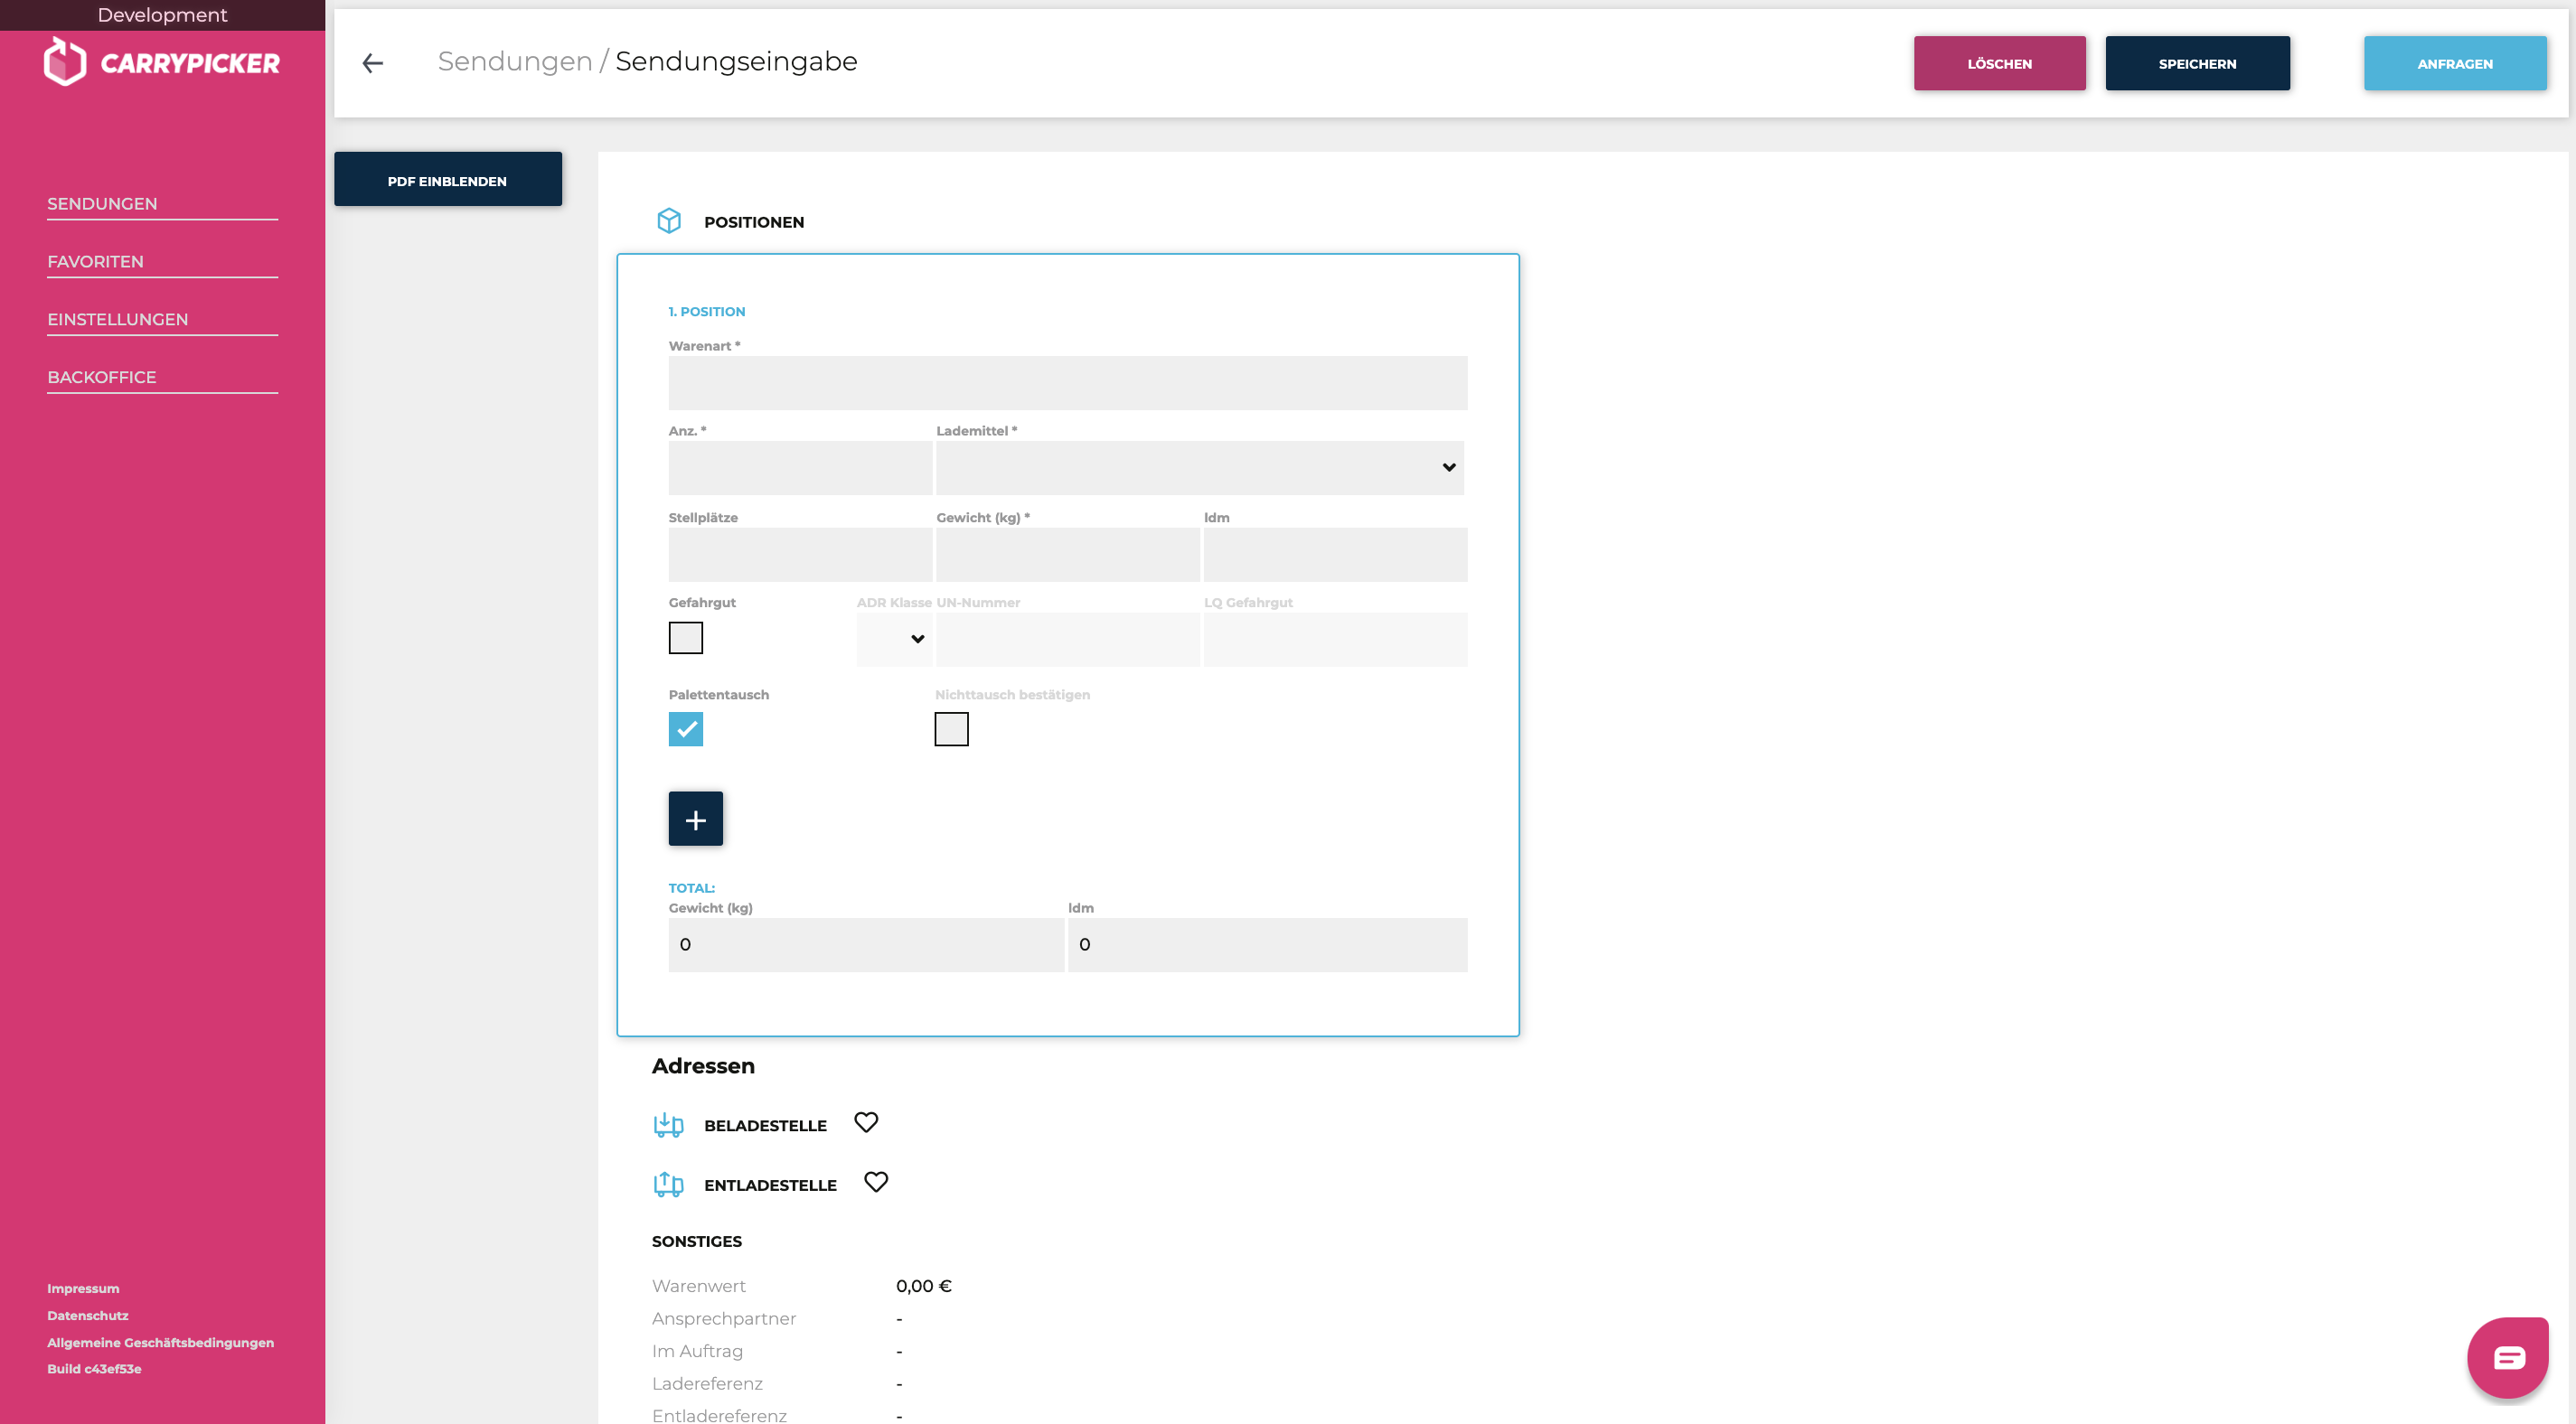 Development
CARRYPICKER
SENDUNGEN
FAVORITEN
EINSTELLUNGEN
BACKOFFICE
Impressum
Datenschutz
Allgemeine Geschäftsbedingungen
Build c43ef53e
Sendungen / Sendungseingabe
LÖSCHEN
SPEICHERN
ANFRAGEN
PDF EINBLENDEN
POSITIONEN
1. POSITION
Warenart *
Anz. * Lademittel *
Stellplätze Gewicht (kg) * ldm
Gefahrgut ADR Klasse UN-Nummer LQ Gefahrgut
Palettentausch Nichttausch bestätigen
TOTAL:
Gewicht (kg) ldm
0 0
Adressen
BELADESTELLE
ENTLADESTELLE
SONSTIGES
Warenwert 0,00 €
Ansprechpartner -
Im Auftrag -
Ladereferenz -
Entladereferenz -